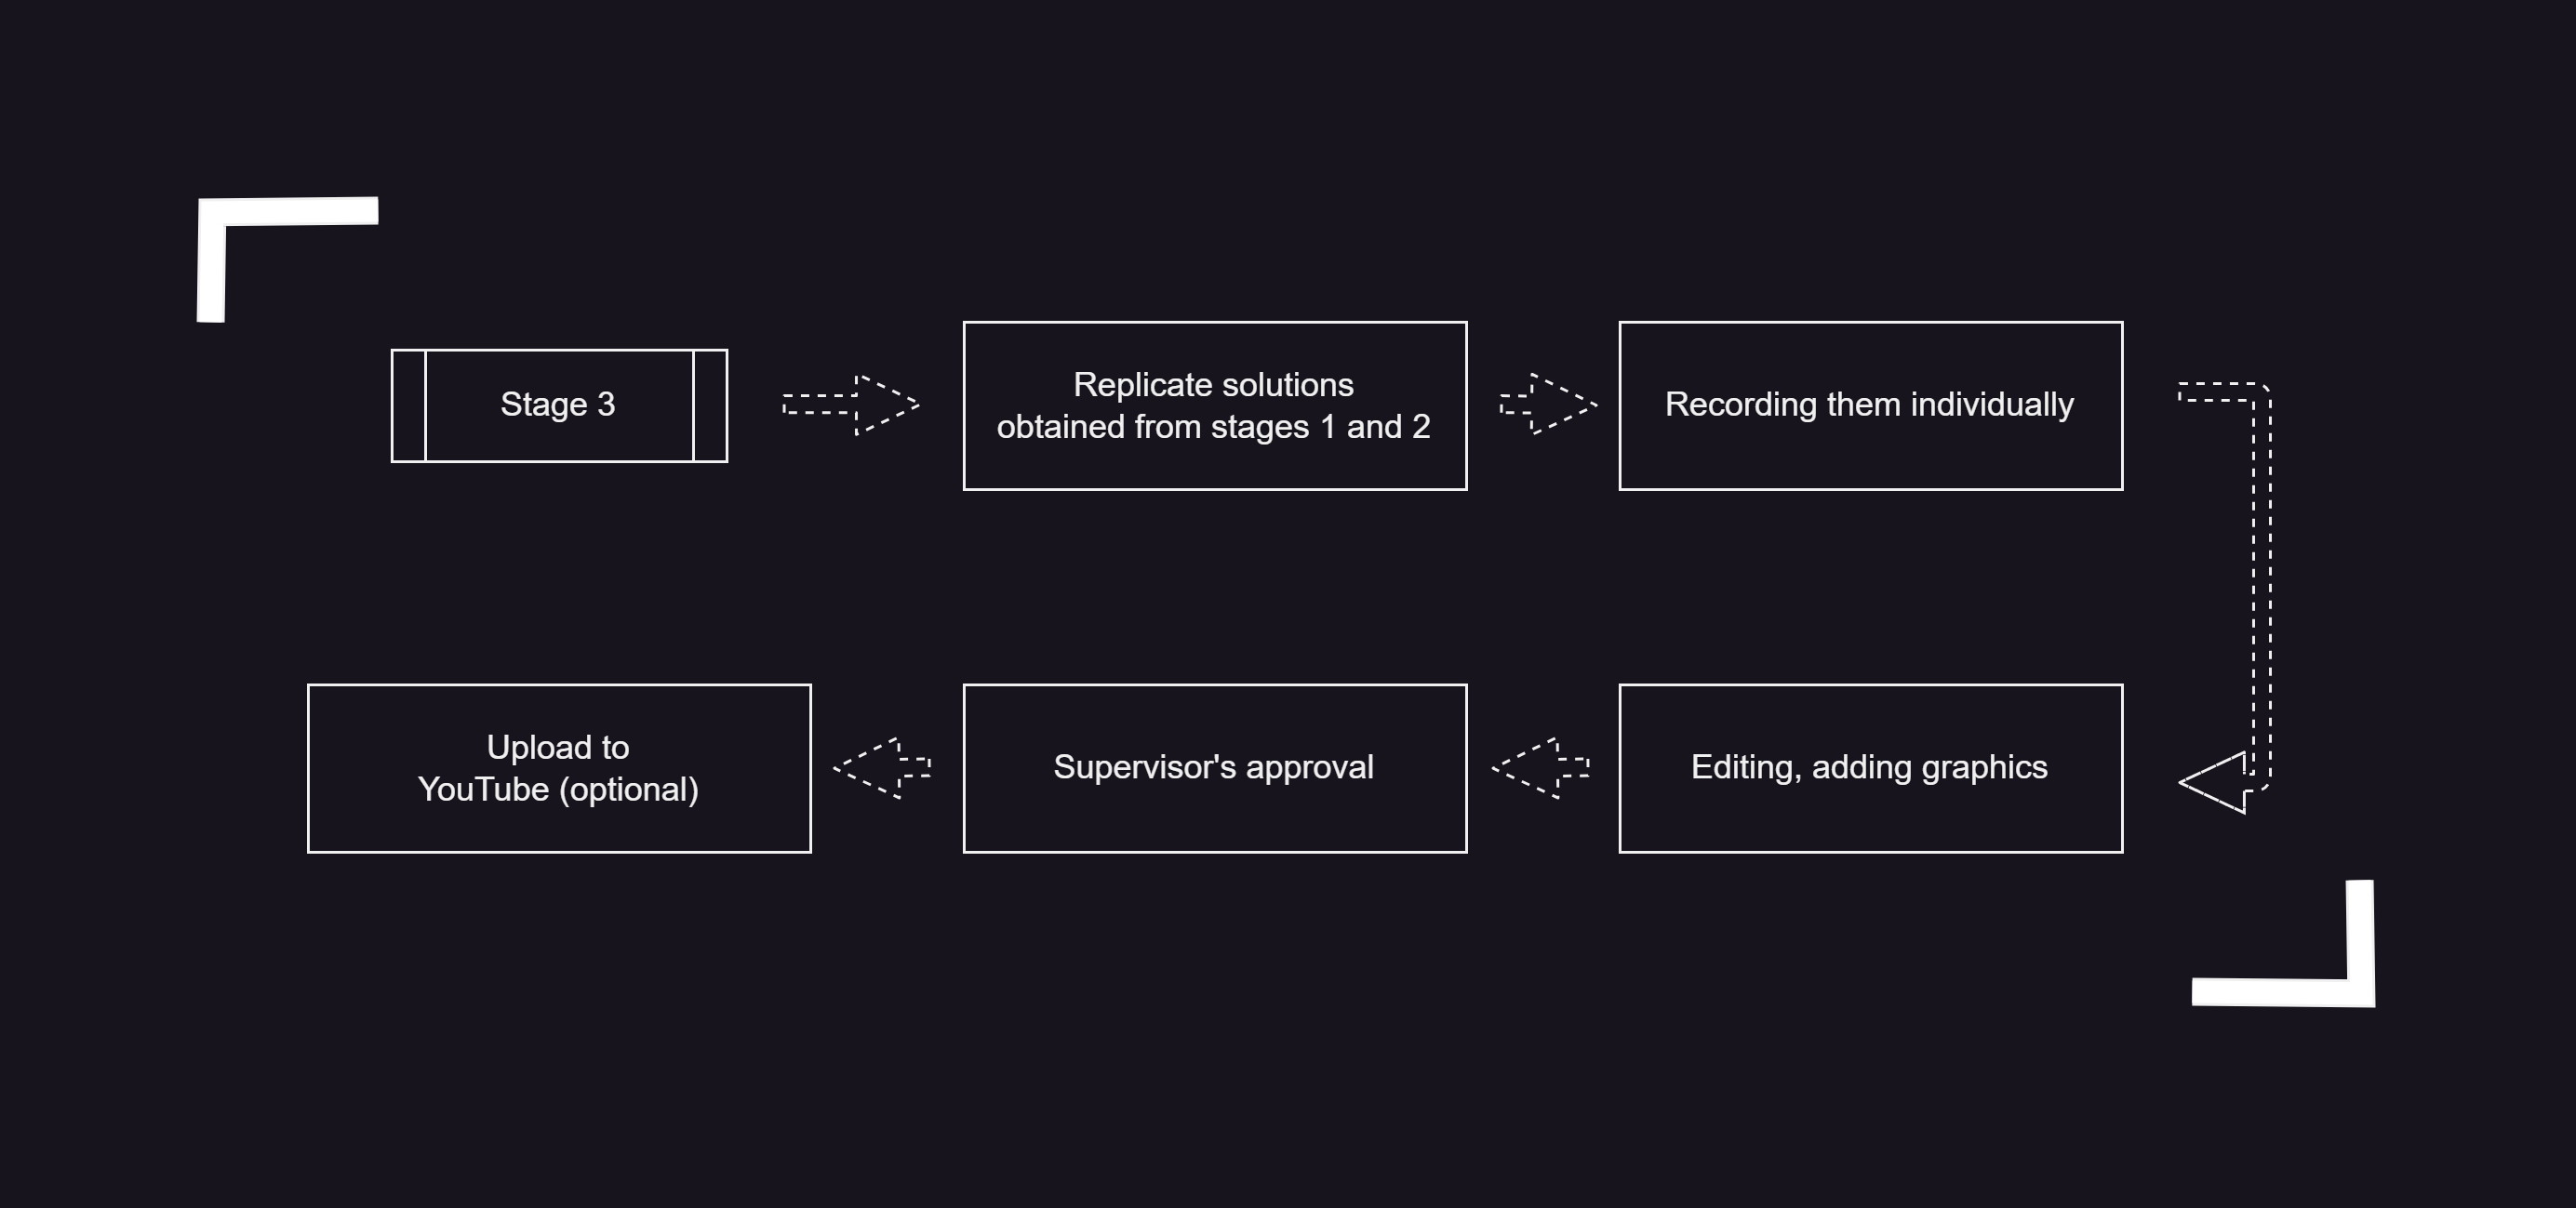 Stage 3
Replicate solutions
obtained from stages 1 and 2
Recording them individually
Editing, adding graphics
Supervisor's approval
Upload to
YouTube (optional)